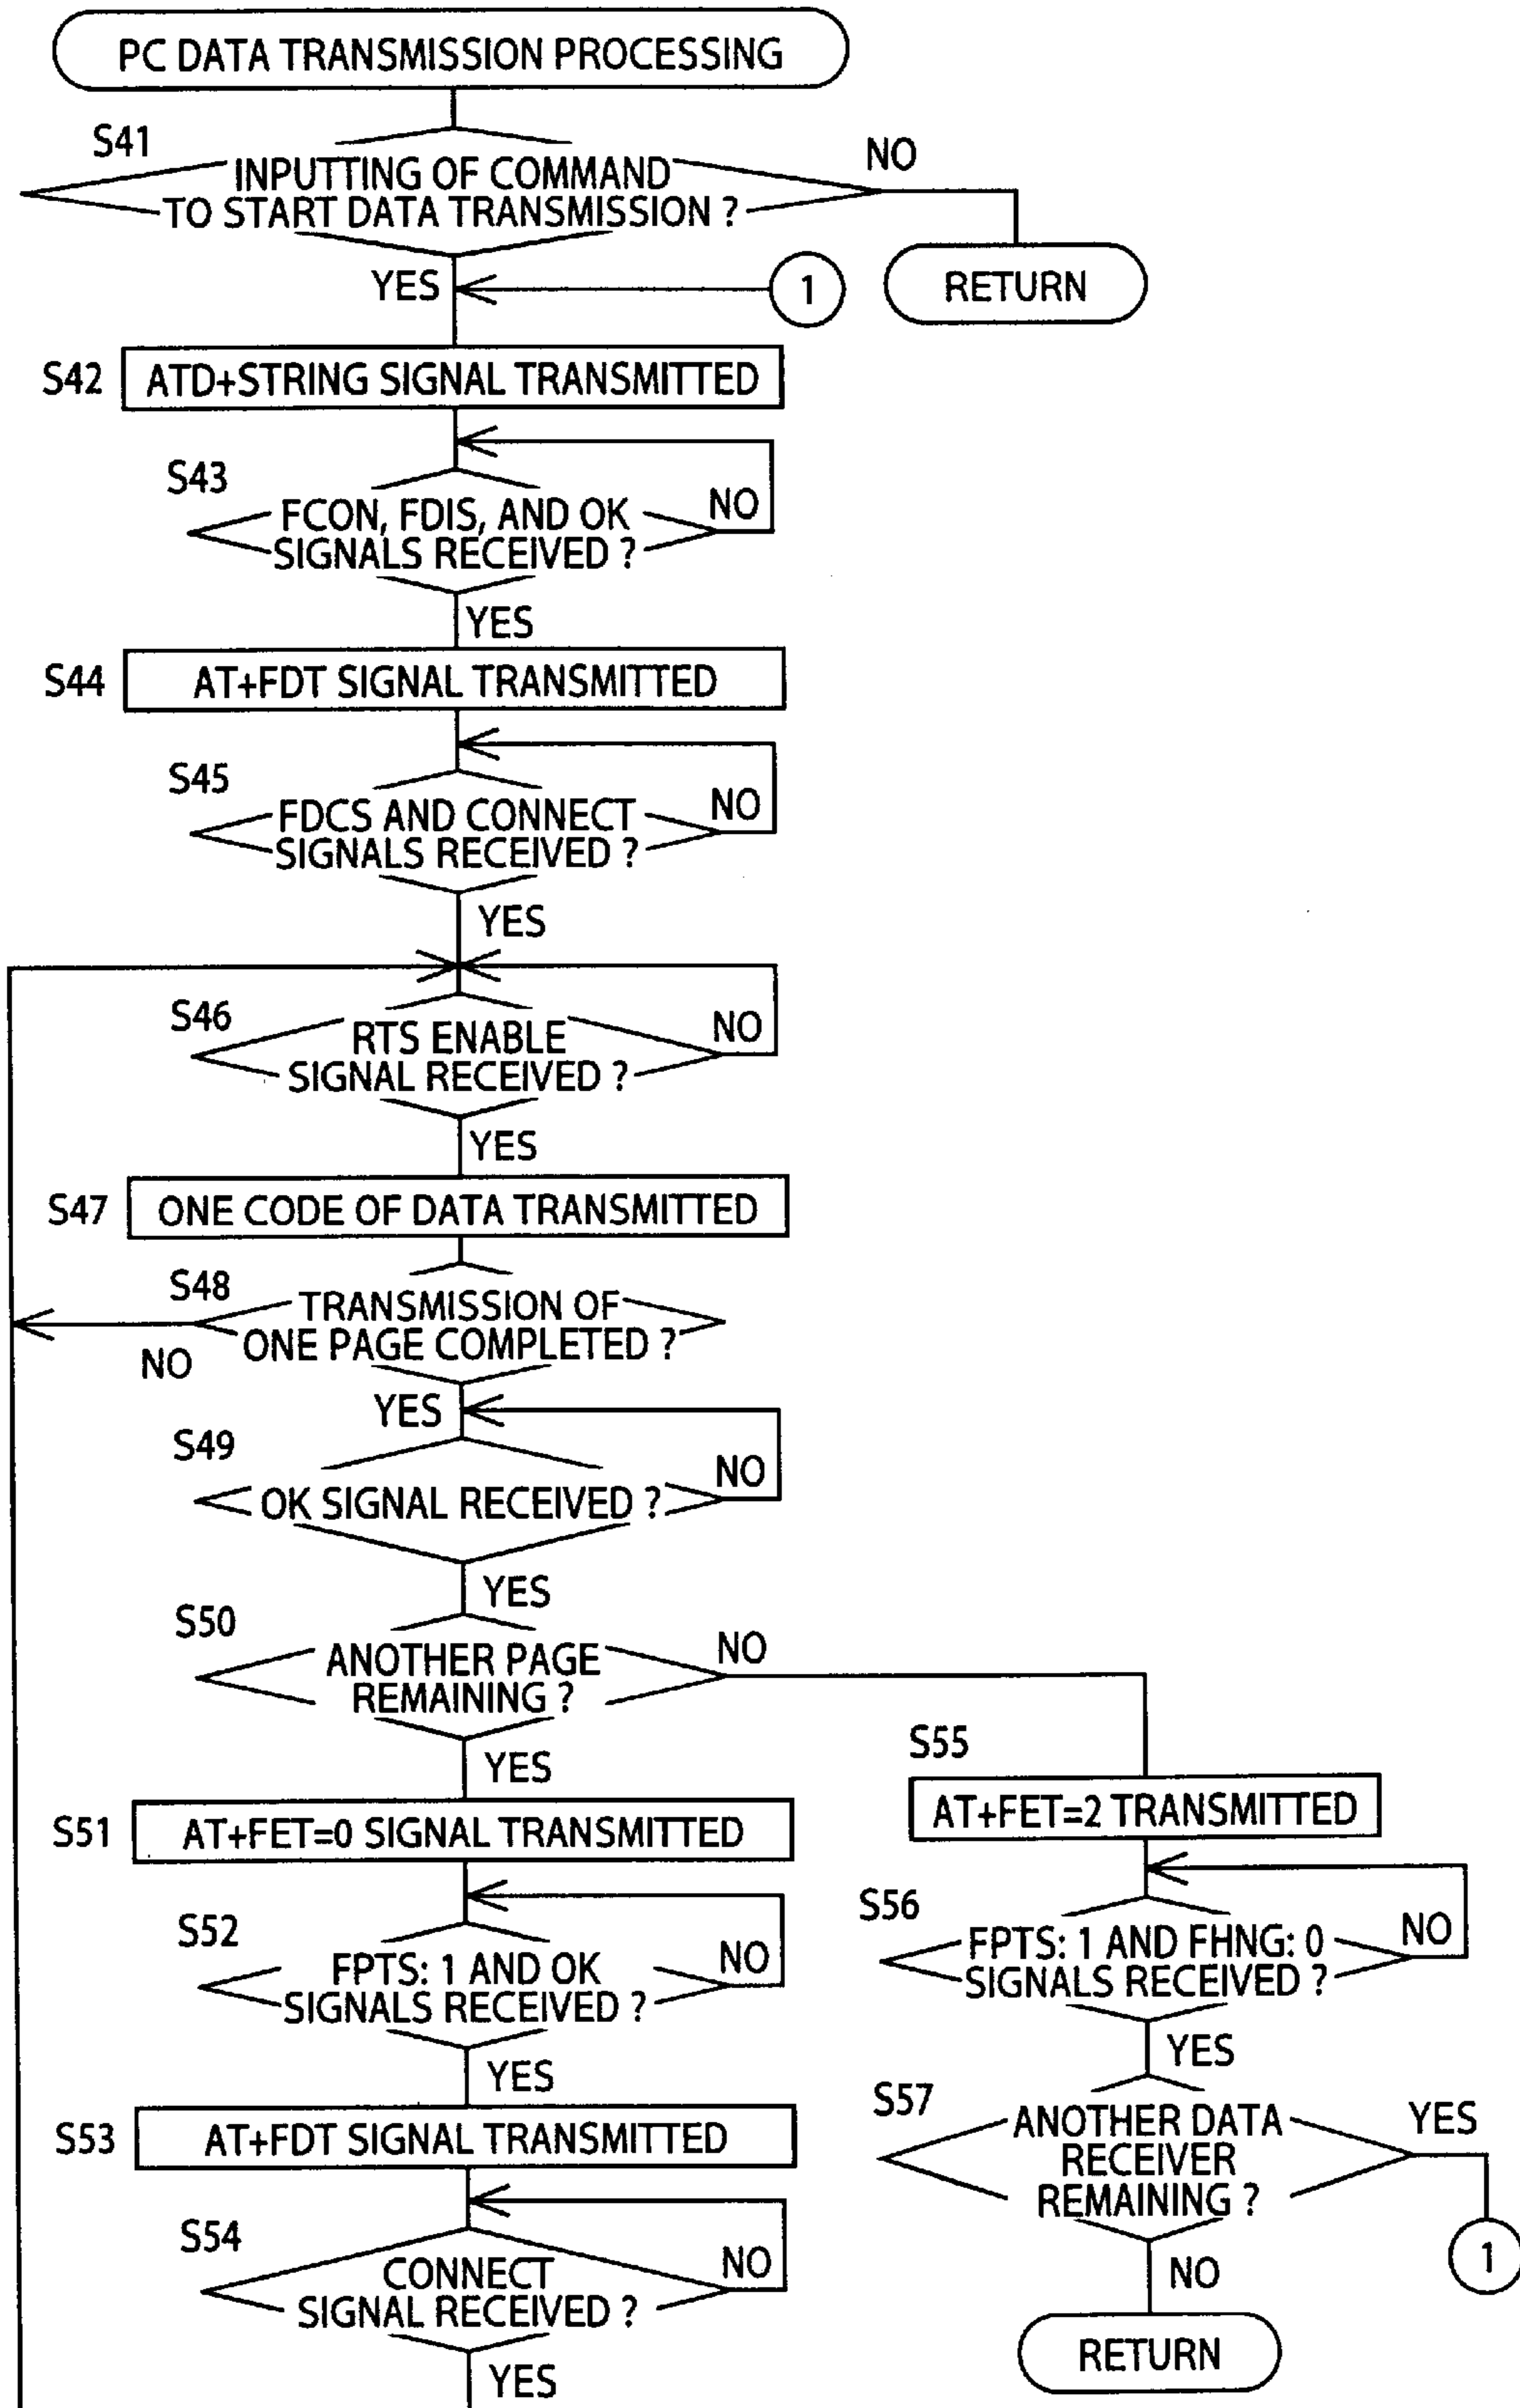 PC DATA TRANSMISSION PROCESSING
S41
INPUTTING OF COMMAND
TO START DATA TRANSMISSION ?
NO
YES
1
RETURN
S42
ATD+STRING SIGNAL TRANSMITTED
S43
FCON, FDIS, AND OK
SIGNALS RECEIVED ?
NO
YES
S44
AT+FDT SIGNAL TRANSMITTED
S45
FDCS AND CONNECT
SIGNALS RECEIVED ?
NO
YES
S46
RTS ENABLE
SIGNAL RECEIVED ?
NO
YES
S47
ONE CODE OF DATA TRANSMITTED
S48
TRANSMISSION OF
ONE PAGE COMPLETED ?
NO
YES
S49
OK SIGNAL RECEIVED ?
NO
YES
S50
ANOTHER PAGE
REMAINING ?
NO
YES
S51
AT+FET=0 SIGNAL TRANSMITTED
S52
FPTS: 1 AND OK
SIGNALS RECEIVED ?
NO
YES
S53
AT+FDT SIGNAL TRANSMITTED
S54
CONNECT
SIGNAL RECEIVED ?
NO
YES
S55
AT+FET=2 TRANSMITTED
S56
FPTS: 1 AND FHNG: 0
SIGNALS RECEIVED ?
NO
YES
S57
ANOTHER DATA
RECEIVER
REMAINING ?
YES
1
NO
RETURN